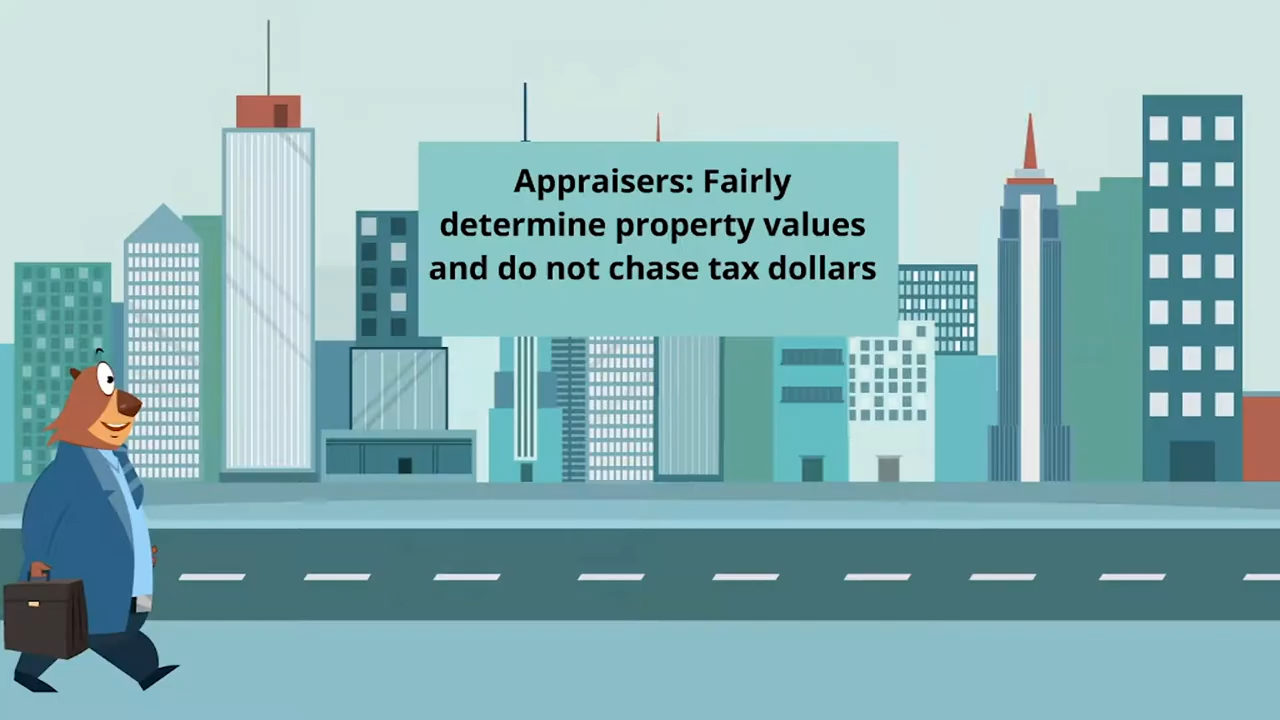 Appraisers: Fairly
determine property values
and do not chase tax dollars